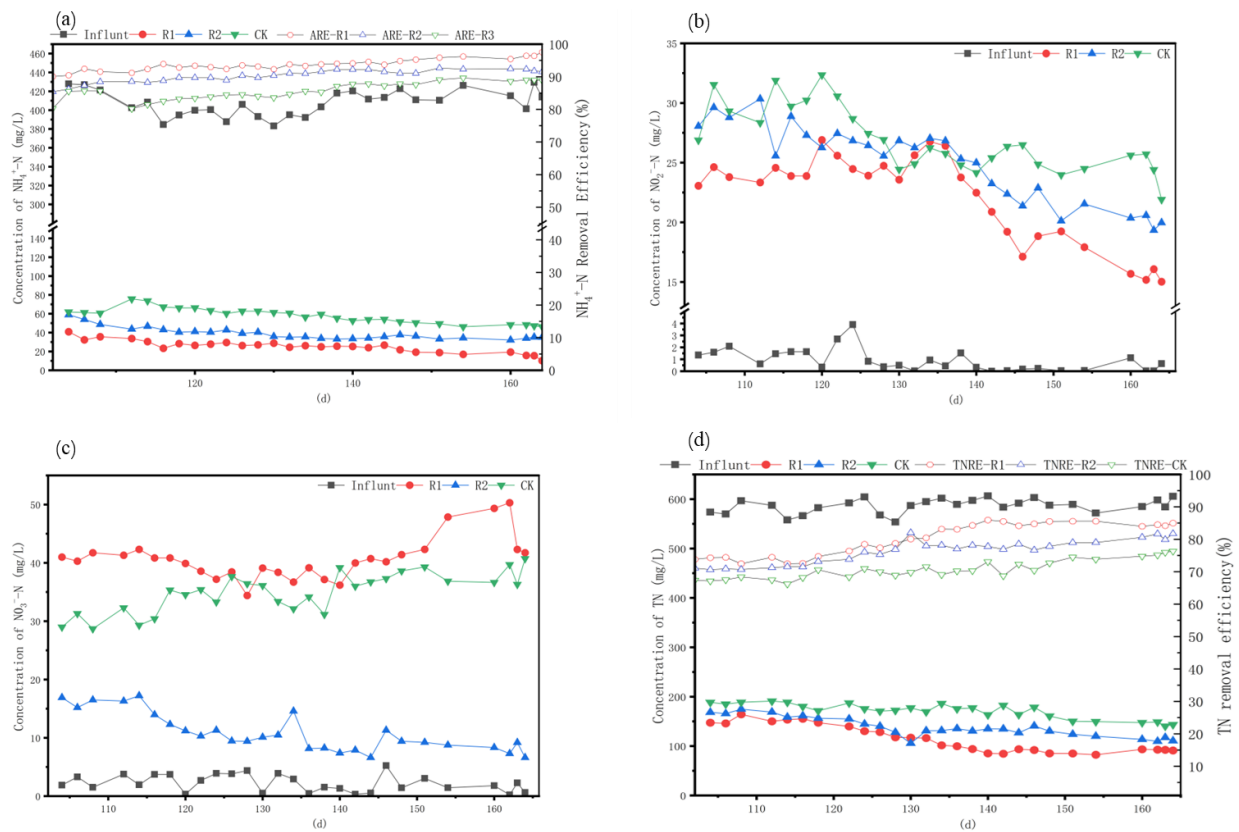 (a)
Influnt R1 R2 CK ARE-R1 ARE-R2 ARE-R3
Concentration of NH₄⁺-N (mg/L)
460
440
420
400
380
360
340
320
300
140
120
100
80
60
40
20
0
120 140 160
(d)
100
90
80
70
60
50
40
30
20
10
0
NH₄⁺-N Removal Efficiency(%)
(b)
Influnt R1 R2 CK
Concentration of NO₂⁻-N (mg/L)
35
30
25
20
15
4
3
2
1
0
110 120 130 140 150 160
(d)
(c)
Influnt R1 R2 CK
Concentration of NO₃⁻-N (mg/L)
50
40
30
20
10
0
110 120 130 140 150 160
(d)
(d)
Influnt R1 R2 CK TNRE-R1 TNRE-R2 TNRE-CK
Concentration of TN (mg/L)
600
500
400
300
200
100
0
110 120 130 140 150 160
(d)
100
90
80
70
60
50
40
30
20
10
TN removal efficiency(%)